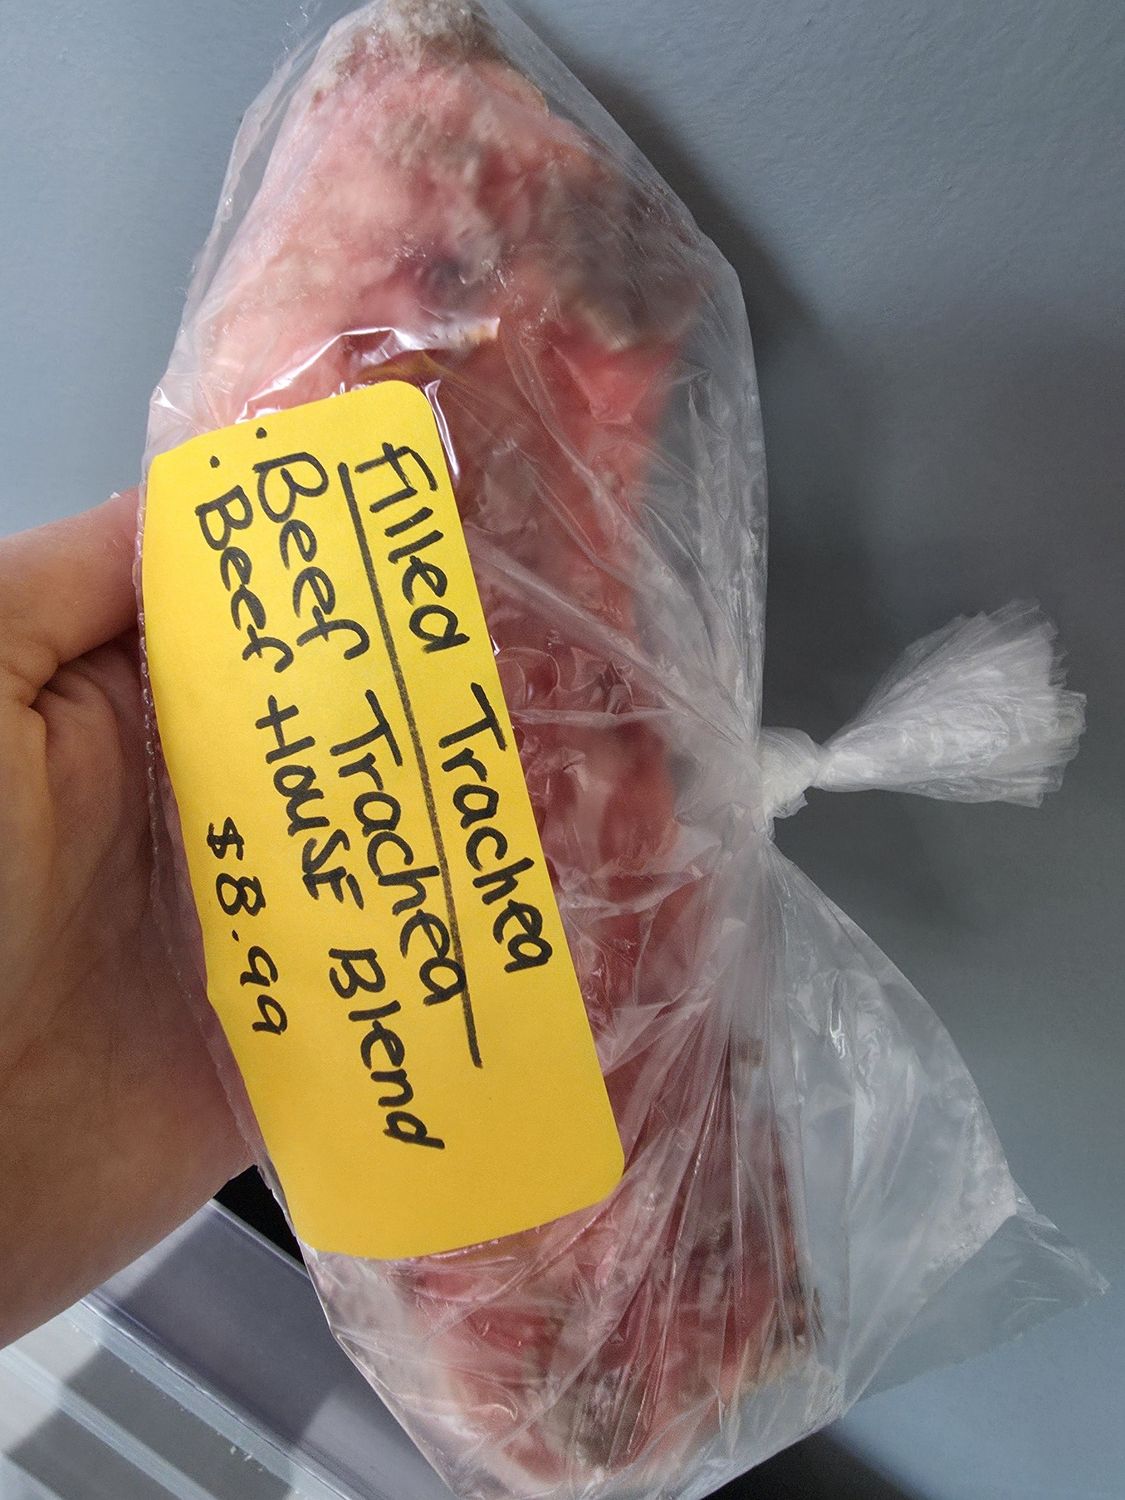 Filled Trachea
• Beef Trachea
• Beef House Blend
$8.99